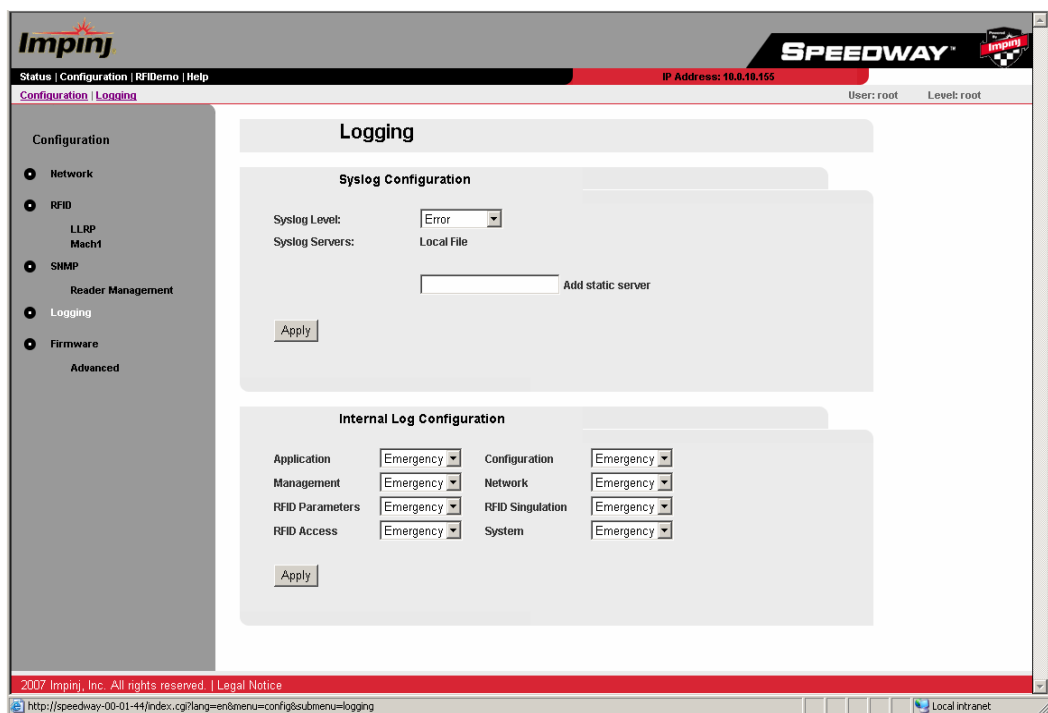 Impinj
SPEEDWAY™
Powered By Impinj
Status | Configuration | RFIDemo | Help
IP Address: 10.0.10.155
Configuration | Logging
User: root Level: root
Configuration
Network
RFID
LLRP
Mach1
SNMP
Reader Management
Logging
Firmware
Advanced
Logging
Syslog Configuration
Syslog Level: Error
Syslog Servers: Local File
Add static server
Apply
Internal Log Configuration
Application Emergency Configuration Emergency
Management Emergency Network Emergency
RFID Parameters Emergency RFID Singulation Emergency
RFID Access Emergency System Emergency
Apply
2007 Impinj, Inc. All rights reserved. | Legal Notice
http://speedway-00-01-44/index.cgi?lang=en&menu=config&submenu=logging
Local intranet